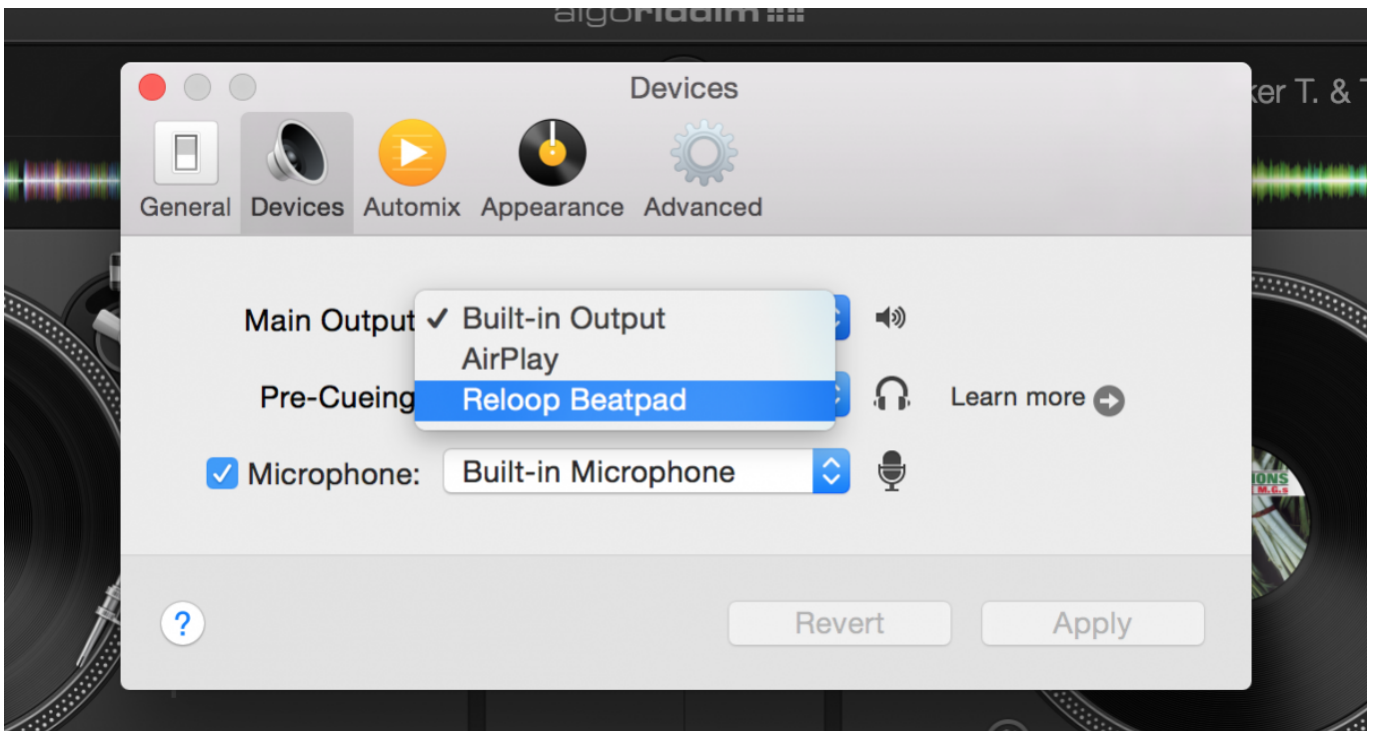 algoriddim
Devices
ker T. &
General Devices Automix Appearance Advanced
Main Output
✓ Built-in Output
AirPlay
Reloop Beatpad
Pre-Cueing
Learn more
Microphone: Built-in Microphone
IONS
M.G.s
? Revert Apply